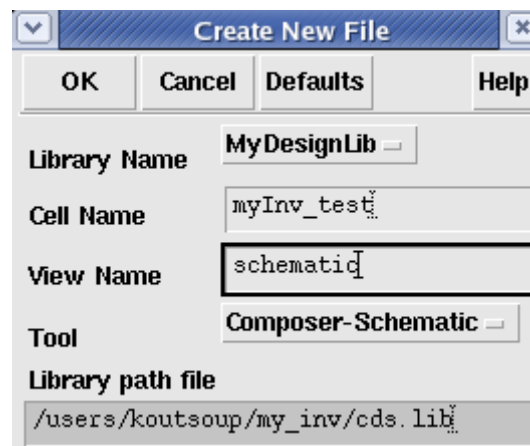 Create New File
OK Cancel Defaults Help
Library Name MyDesignLib
Cell Name myInv_test
View Name schematic
Tool Composer-Schematic
Library path file
/users/koutsoup/my_inv/cds.lib